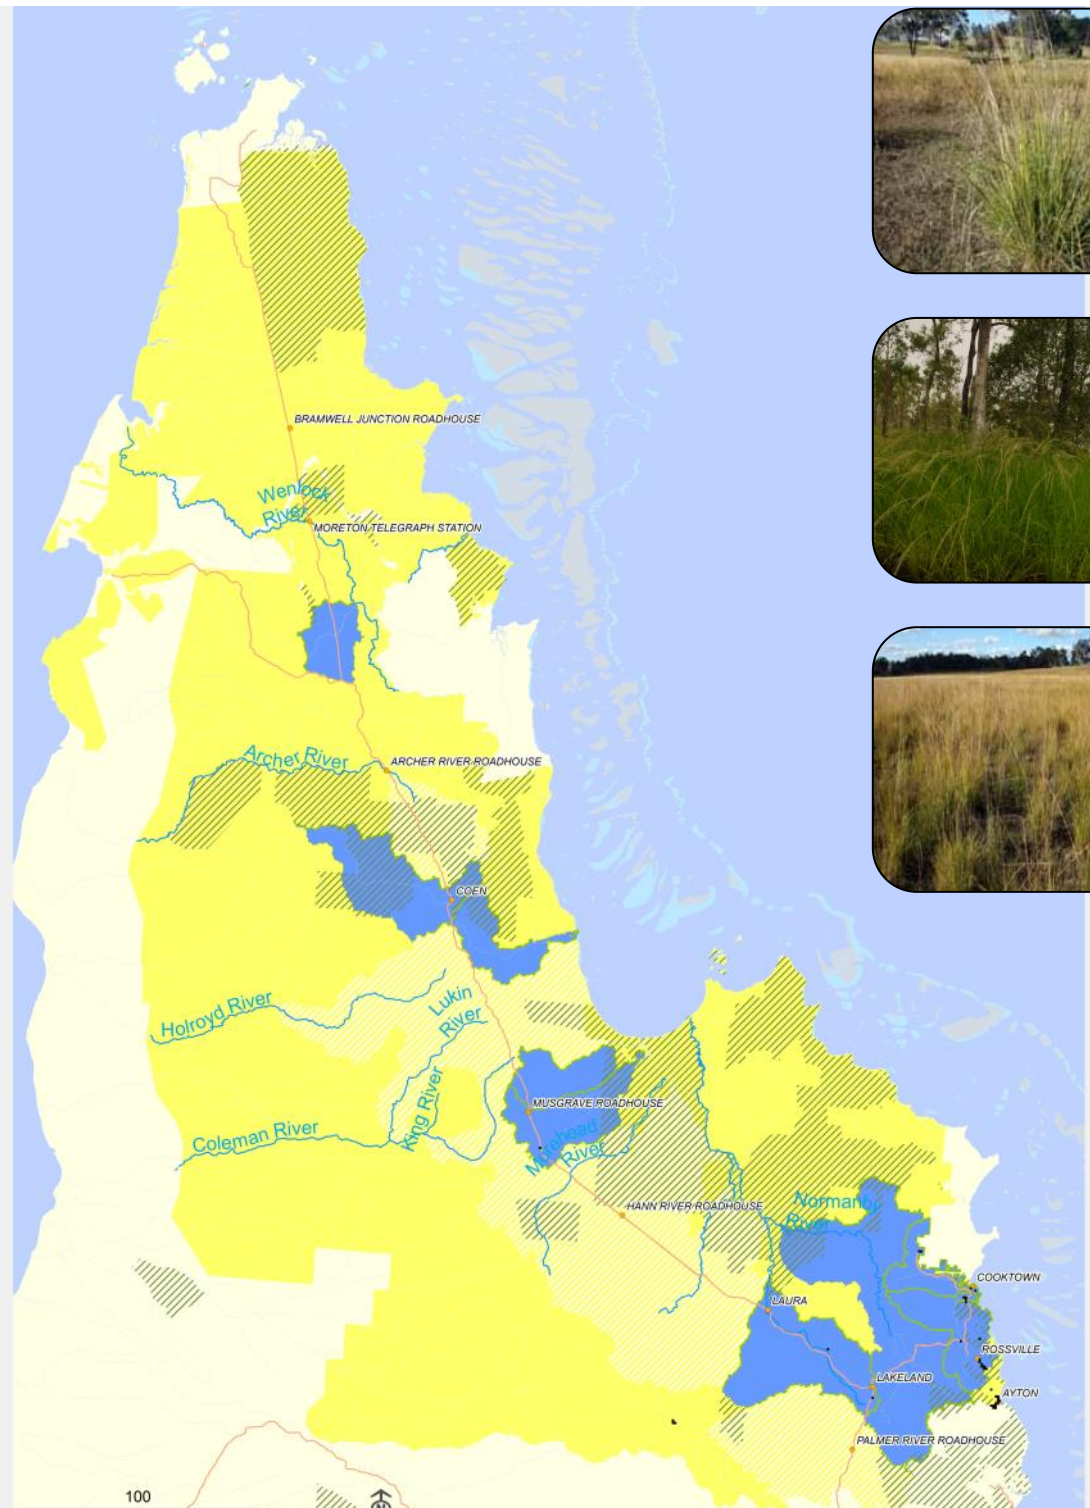 BRAMWELL JUNCTION ROADHOUSE
Wenlock
River
MORETON TELEGRAPH STATION
Archer River
ARCHER RIVER ROADHOUSE
COEN
Holroyd River
Lukin
River
King River
MUSGRAVE ROADHOUSE
Coleman River
Morehead
River
HANN RIVER ROADHOUSE
Normanby
River
COOKTOWN
LAURA
ROSSVILLE
LAKELAND
AYTON
PALMER RIVER ROADHOUSE
100